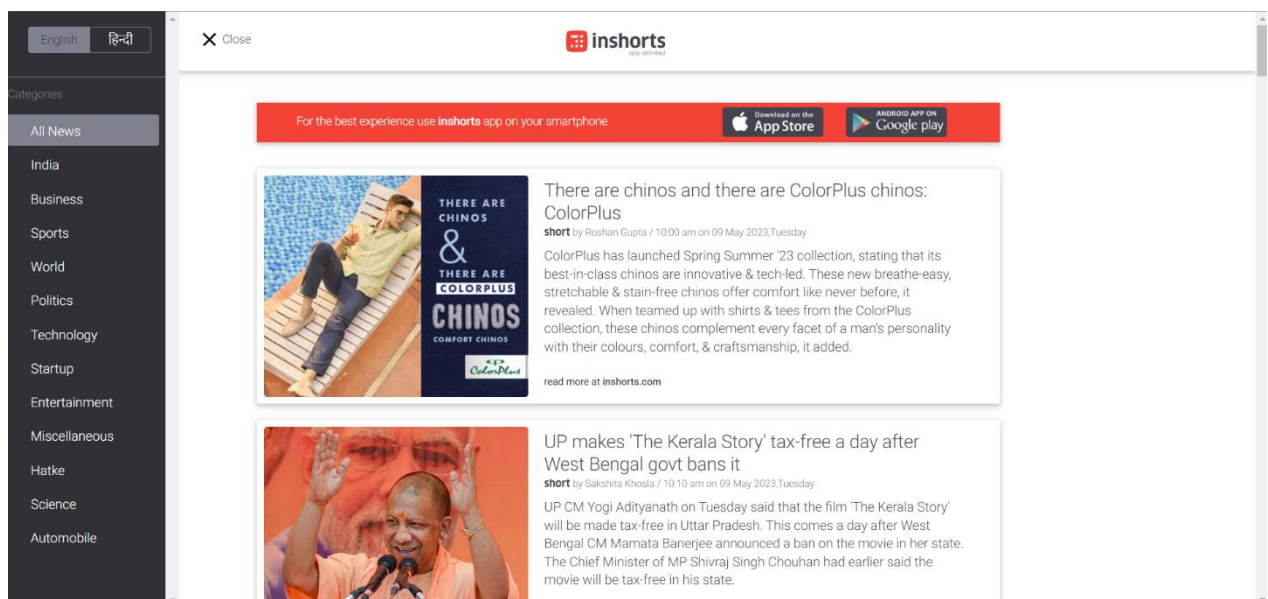 English हिन्दी
Categories
All News
India
Business
Sports
World
Politics
Technology
Startup
Entertainment
Miscellaneous
Hatke
Science
Automobile
Close
inshorts
stay informed
For the best experience use inshorts app on your smartphone
Download on the
App Store
ANDROID APP ON
Google play
THERE ARE
CHINOS
&
THERE ARE
COLORPLUS
CHINOS
COMFORT CHINOS
ColorPlus
There are chinos and there are ColorPlus chinos:
ColorPlus
short by Roshan Gupta / 10:00 am on 09 May 2023,Tuesday
ColorPlus has launched Spring Summer '23 collection, stating that its
best-in-class chinos are innovative & tech-led. These new breathe-easy,
stretchable & stain-free chinos offer comfort like never before, it
revealed. When teamed up with shirts & tees from the ColorPlus
collection, these chinos complement every facet of a man's personality
with their colours, comfort, & craftsmanship, it added.
read more at inshorts.com
UP makes 'The Kerala Story' tax-free a day after
West Bengal govt bans it
short by Sakshita Khosla / 10:10 am on 09 May 2023,Tuesday
UP CM Yogi Adityanath on Tuesday said that the film 'The Kerala Story'
will be made tax-free in Uttar Pradesh. This comes a day after West
Bengal CM Mamata Banerjee announced a ban on the movie in her state.
The Chief Minister of MP Shivraj Singh Chouhan had earlier said the
movie will be tax-free in his state.